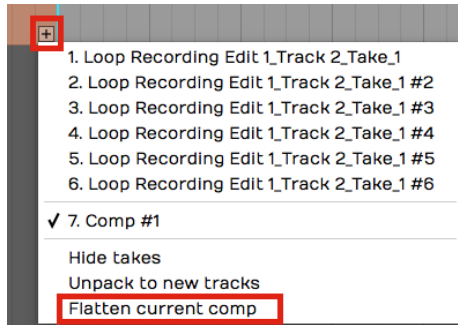 1. Loop Recording Edit 1_Track 2_Take_1
2. Loop Recording Edit 1_Track 2_Take_1 #2
3. Loop Recording Edit 1_Track 2_Take_1 #3
4. Loop Recording Edit 1_Track 2_Take_1 #4
5. Loop Recording Edit 1_Track 2_Take_1 #5
6. Loop Recording Edit 1_Track 2_Take_1 #6
✓ 7. Comp #1
Hide takes
Unpack to new tracks
Flatten current comp